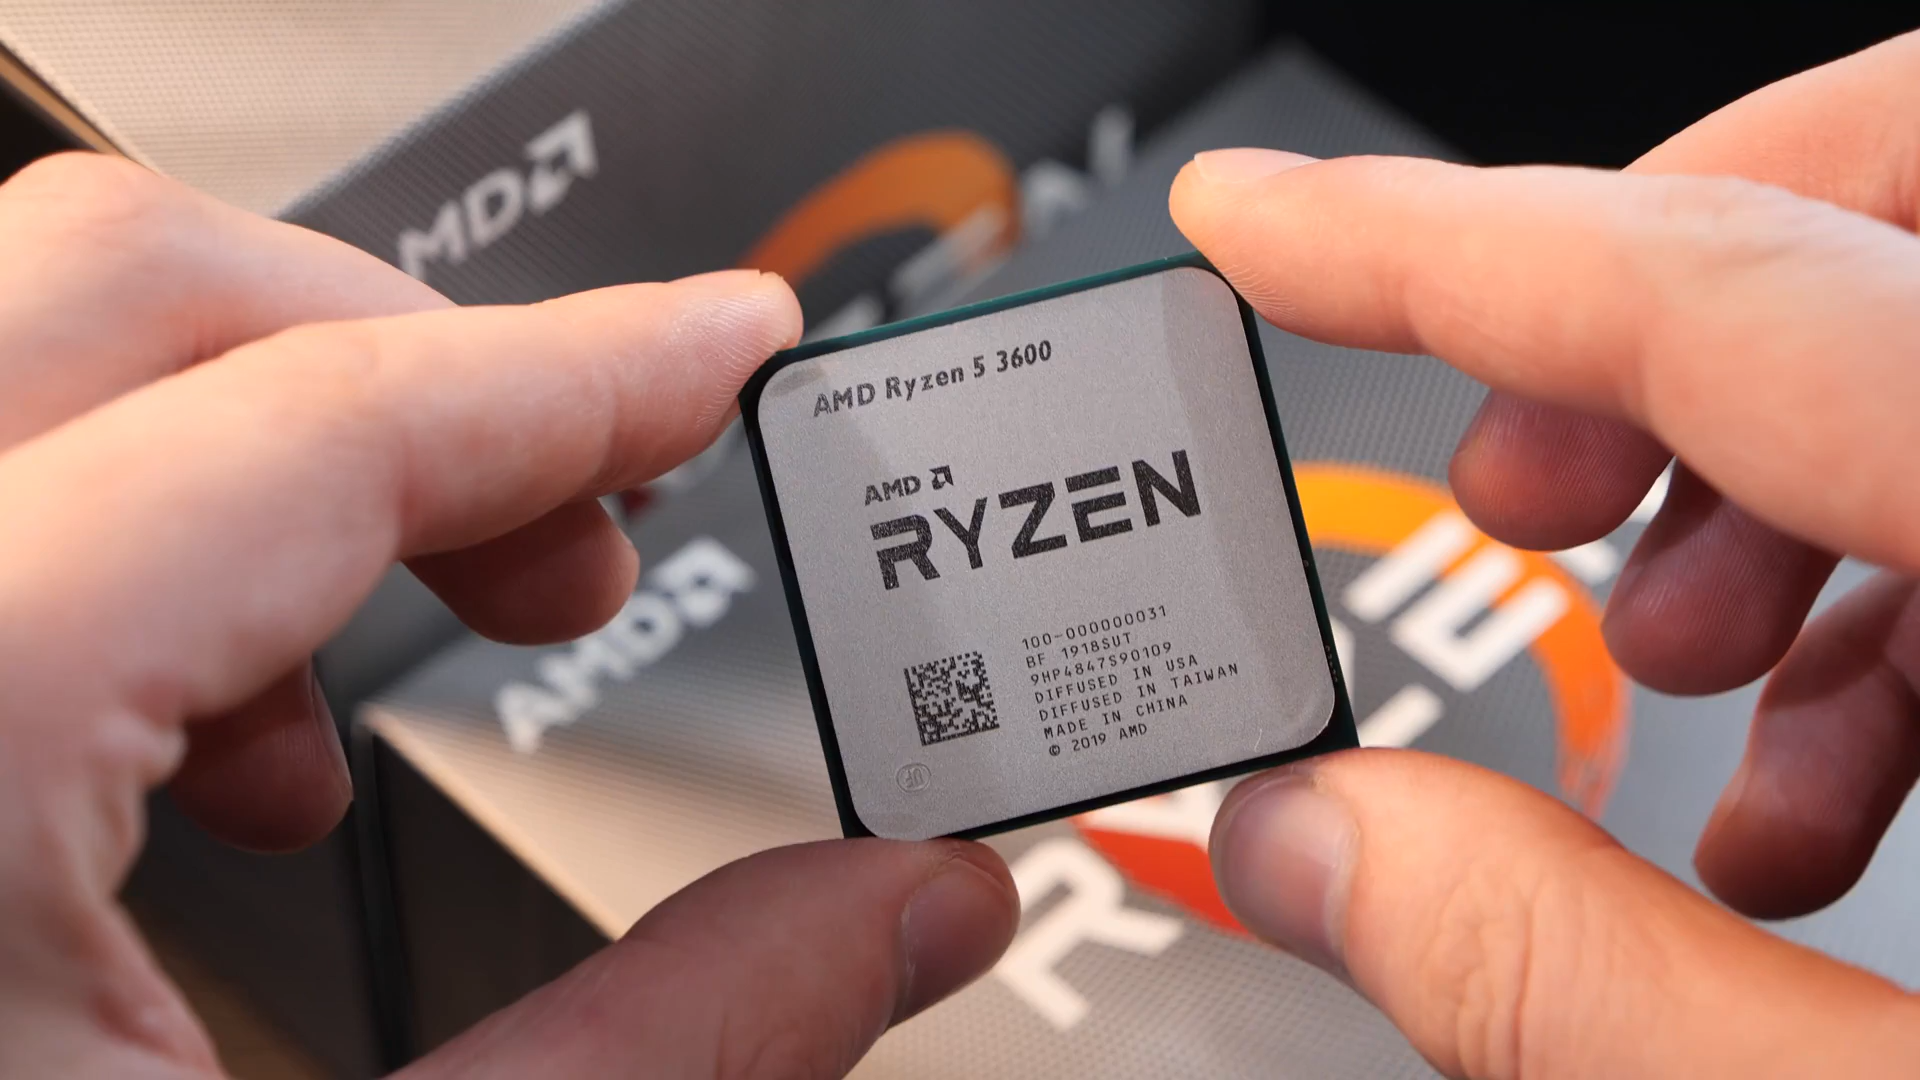 AMD
AMD Ryzen 5 3600
AMD
RYZEN
100-000000031
BF 1918SUT
9HP4847S90109
DIFFUSED IN USA
DIFFUSED IN TAIWAN
MADE IN CHINA
© 2019 AMD
UF
AMD